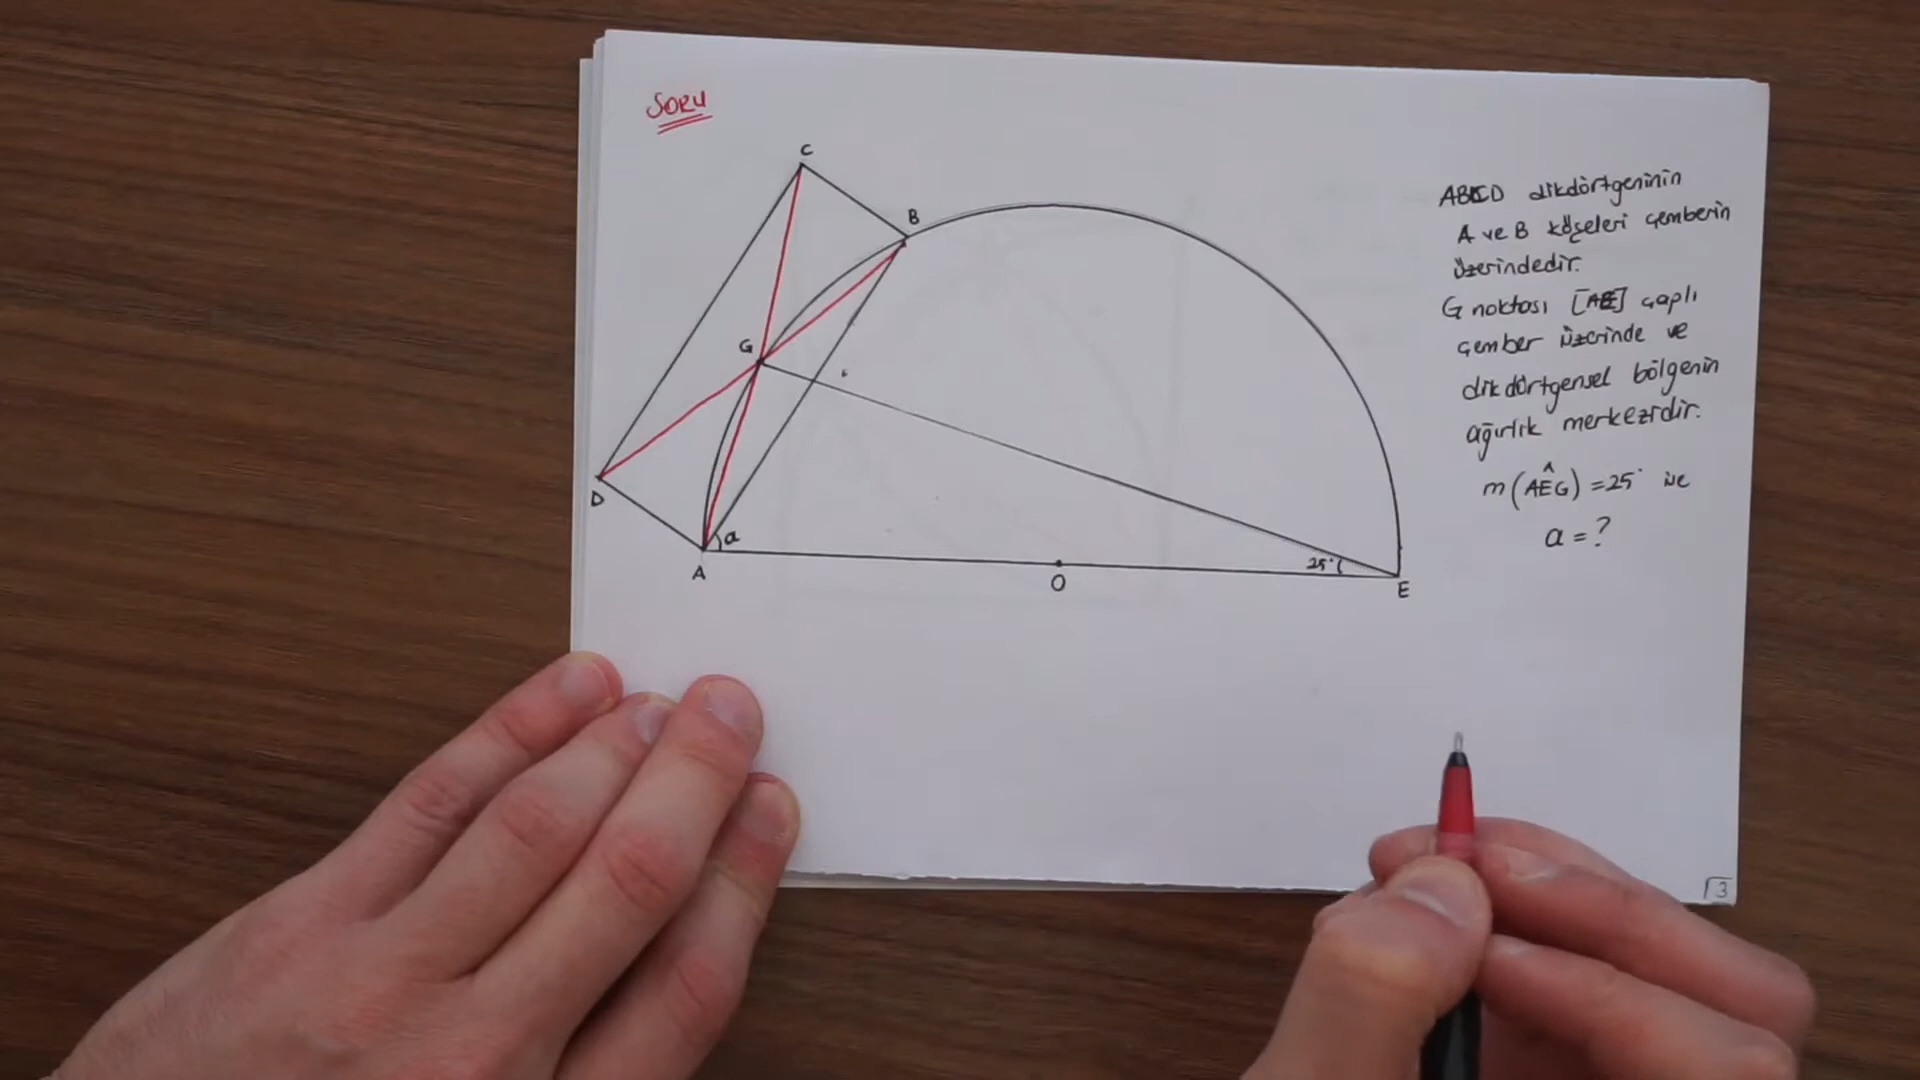 SORU
C
B
G
D
a
A
O
25°
E
ABCD dikdörtgeninin
A ve B köşeleri çemberin
üzerindedir.
G noktası [AE] çaplı
çember üzerinde ve
dikdörtgensel bölgenin
ağırlık merkezidir.
m(AEG) = 25° ise
a = ?
3